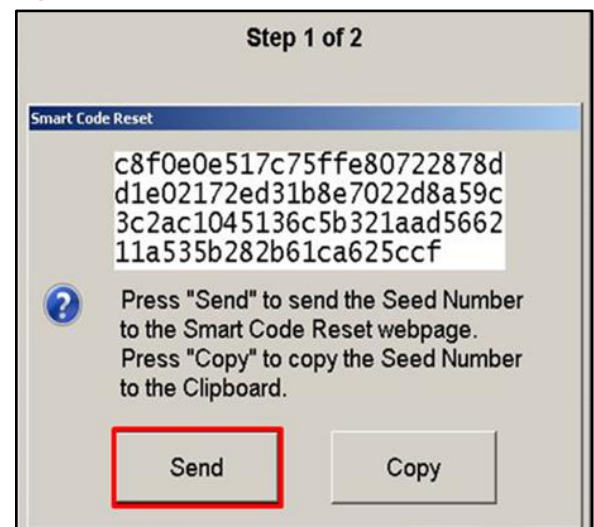 Step 1 of 2
Smart Code Reset
c8f0e0e517c75ffe80722878d
d1e02172ed31b8e7022d8a59c
3c2ac1045136c5b321aad5662
11a535b282b61ca625ccf
Press "Send" to send the Seed Number
to the Smart Code Reset webpage.
Press "Copy" to copy the Seed Number
to the Clipboard.
Send
Copy